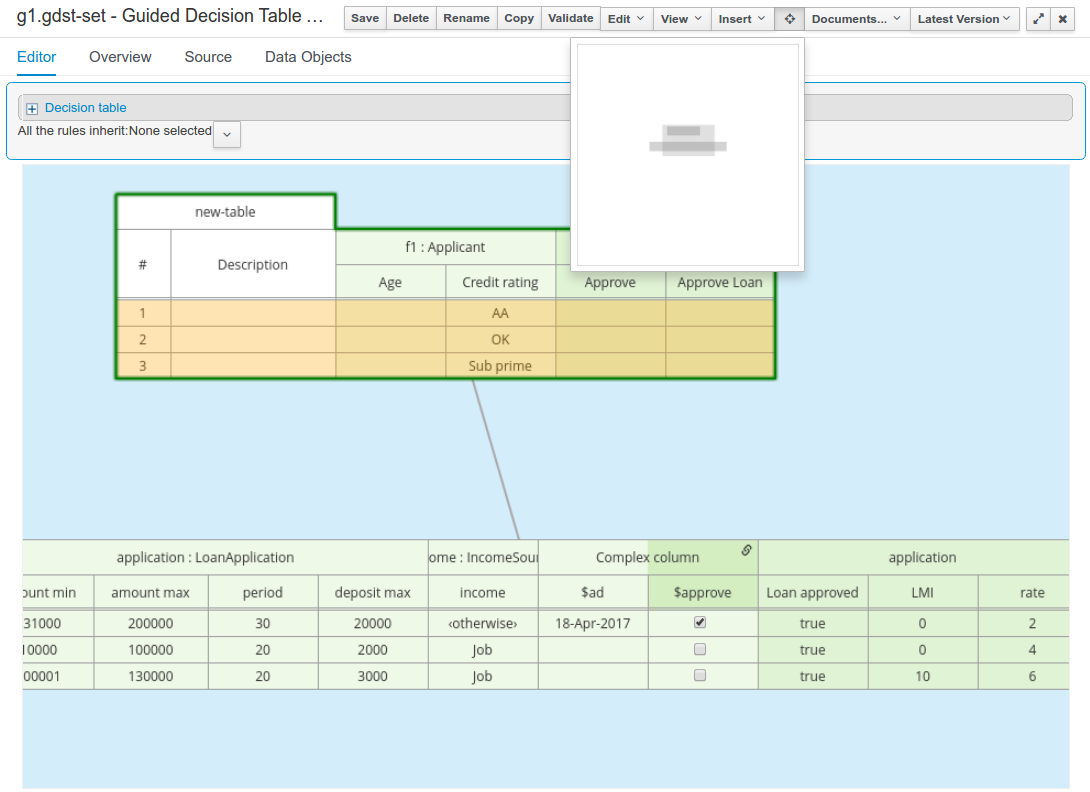 g1.gdst-set - Guided Decision Table ...
Save Delete Rename Copy Validate Edit View Insert Documents... Latest Version
Editor Overview Source Data Objects
Decision table
All the rules inherit:None selected
new-table
f1 : Applicant
# Description
Age Credit rating Approve Approve Loan
1 AA
2 OK
3 Sub prime
application : LoanApplication ome : IncomeSour Complex column application
ount min amount max period deposit max income $ad $approve Loan approved LMI rate
31000 200000 30 20000 ‹otherwise› 18-Apr-2017 true 0 2
10000 100000 20 2000 Job true 0 4
00001 130000 20 3000 Job true 10 6